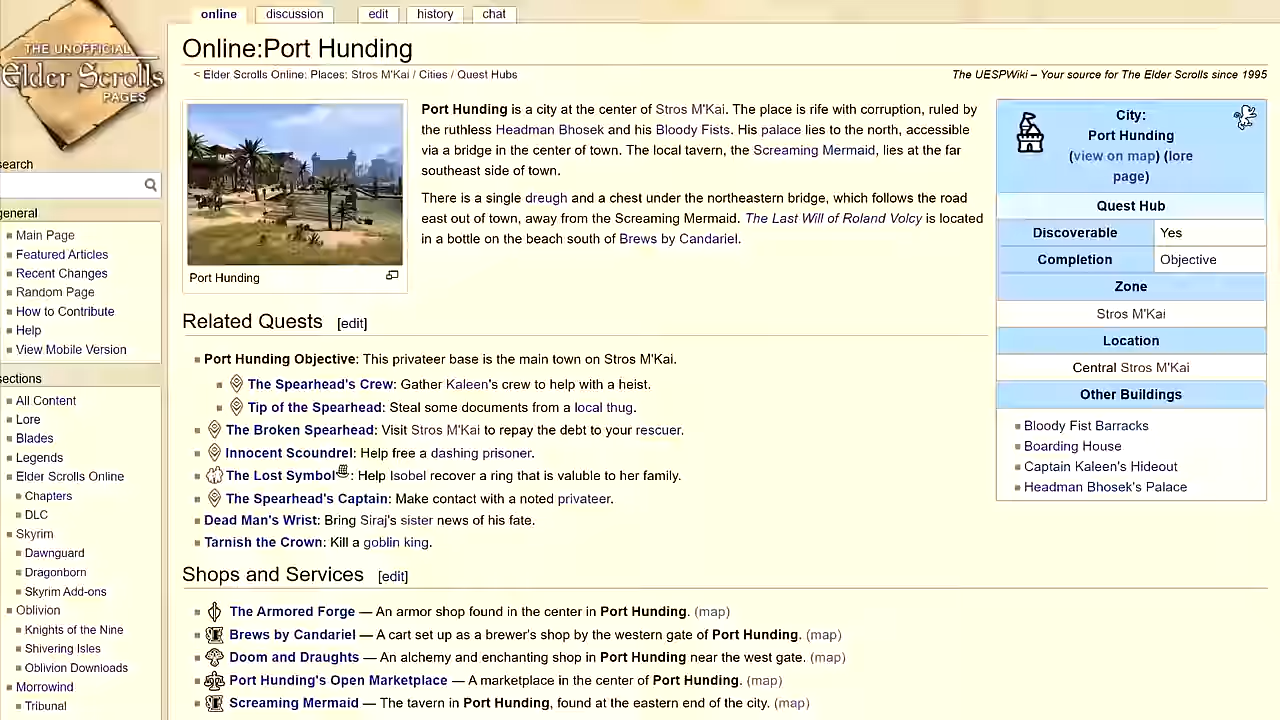 online discussion edit history chat
THE UNOFFICIAL
Elder Scrolls
PAGES
Online:Port Hunding
< Elder Scrolls Online: Places: Stros M'Kai / Cities / Quest Hubs
The UESPWiki – Your source for The Elder Scrolls since 1995
search
general
Main Page
Featured Articles
Recent Changes
Random Page
How to Contribute
Help
View Mobile Version
sections
All Content
Lore
Blades
Legends
Elder Scrolls Online
Chapters
DLC
Skyrim
Dawnguard
Dragonborn
Skyrim Add-ons
Oblivion
Knights of the Nine
Shivering Isles
Oblivion Downloads
Morrowind
Tribunal
Port Hunding
Port Hunding is a city at the center of Stros M'Kai. The place is rife with corruption, ruled by
the ruthless Headman Bhosek and his Bloody Fists. His palace lies to the north, accessible
via a bridge in the center of town. The local tavern, the Screaming Mermaid, lies at the far
southeast side of town.
There is a single dreugh and a chest under the northeastern bridge, which follows the road
east out of town, away from the Screaming Mermaid. The Last Will of Roland Volcy is located
in a bottle on the beach south of Brews by Candariel.
City:
Port Hunding
(view on map) (lore
page)
Quest Hub
Discoverable Yes
Completion Objective
Zone
Stros M'Kai
Location
Central Stros M'Kai
Other Buildings
Bloody Fist Barracks
Boarding House
Captain Kaleen's Hideout
Headman Bhosek's Palace
Related Quests [edit]
Port Hunding Objective: This privateer base is the main town on Stros M'Kai.
The Spearhead's Crew: Gather Kaleen's crew to help with a heist.
Tip of the Spearhead: Steal some documents from a local thug.
The Broken Spearhead: Visit Stros M'Kai to repay the debt to your rescuer.
Innocent Scoundrel: Help free a dashing prisoner.
The Lost Symbol: Help Isobel recover a ring that is valuble to her family.
The Spearhead's Captain: Make contact with a noted privateer.
Dead Man's Wrist: Bring Siraj's sister news of his fate.
Tarnish the Crown: Kill a goblin king.
Shops and Services [edit]
The Armored Forge — An armor shop found in the center in Port Hunding. (map)
Brews by Candariel — A cart set up as a brewer's shop by the western gate of Port Hunding. (map)
Doom and Draughts — An alchemy and enchanting shop in Port Hunding near the west gate. (map)
Port Hunding's Open Marketplace — A marketplace in the center of Port Hunding. (map)
Screaming Mermaid — The tavern in Port Hunding, found at the eastern end of the city. (map)